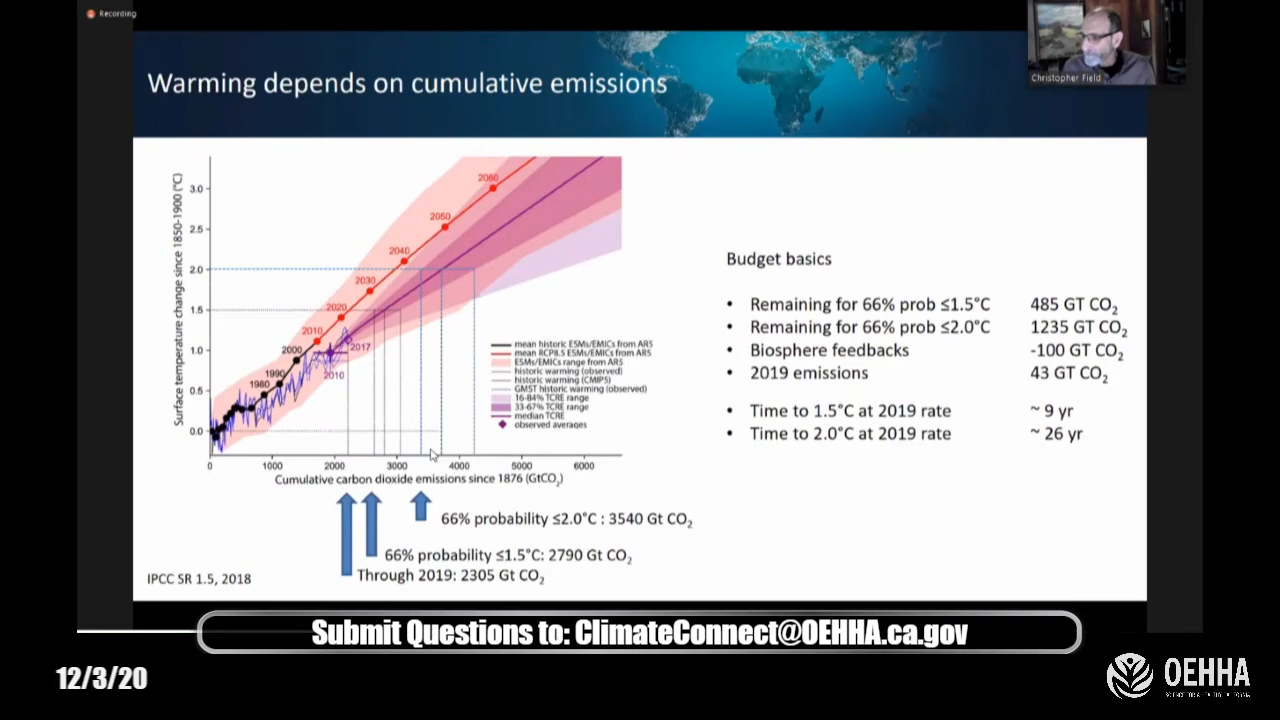 Recording
Christopher Field
Warming depends on cumulative emissions
Surface temperature change since 1850-1900 (°C)
3.0
2.5
2.0
1.5
1.0
0.5
0.0
2060
2050
2040
2030
2020
2010
2000
1990
1980
2017
2010
mean historic ESMs/EMICs from AR5
mean RCP8.5 ESMs/EMICs from AR5
ESMs/EMICs range from AR5
historic warming (observed)
historic warming (CMIP5)
GMST historic warming (observed)
16-84% TCRE range
33-67% TCRE range
median TCRE
observed averages
0 1000 2000 3000 4000 5000 6000
Cumulative carbon dioxide emissions since 1876 (GtCO₂)
66% probability ≤2.0°C : 3540 Gt CO₂
66% probability ≤1.5°C: 2790 Gt CO₂
Through 2019: 2305 Gt CO₂
IPCC SR 1.5, 2018
Budget basics
• Remaining for 66% prob ≤1.5°C 485 GT CO₂
• Remaining for 66% prob ≤2.0°C 1235 GT CO₂
• Biosphere feedbacks -100 GT CO₂
• 2019 emissions 43 GT CO₂
• Time to 1.5°C at 2019 rate ~ 9 yr
• Time to 2.0°C at 2019 rate ~ 26 yr
Submit Questions to: ClimateConnect@OEHHA.ca.gov
12/3/20
OEHHA